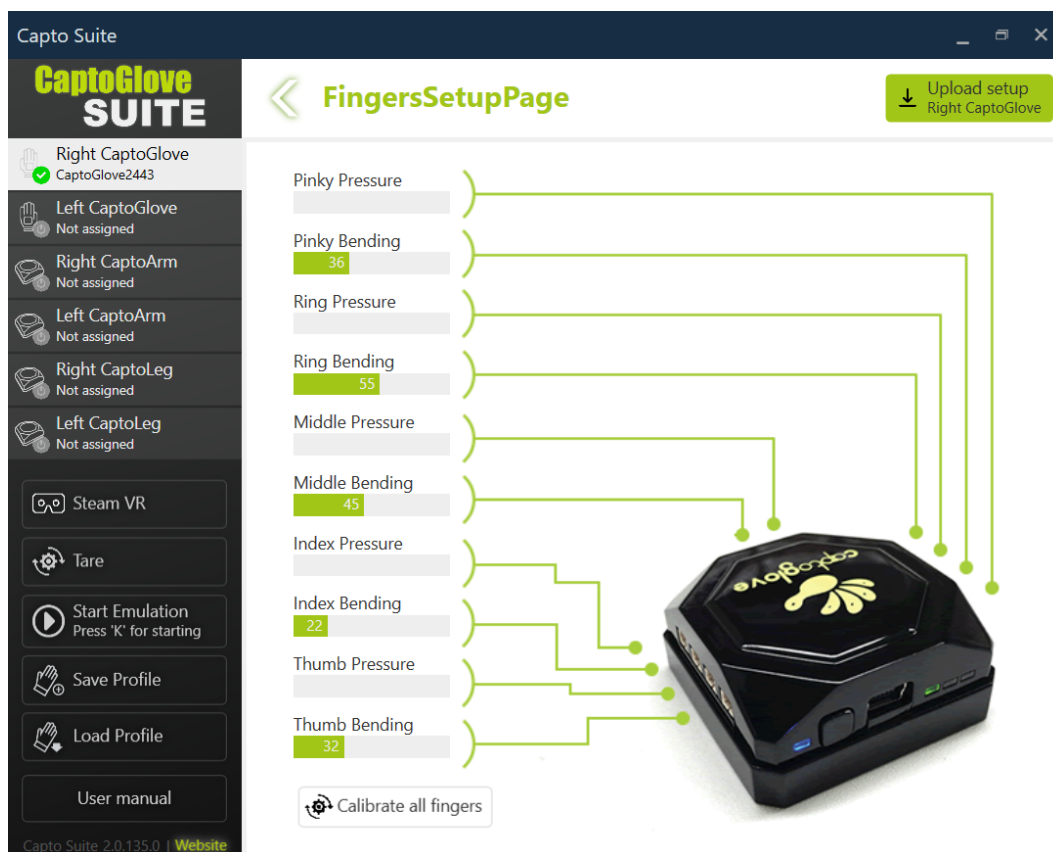 Capto Suite
CaptoGlove
SUITE
FingersSetupPage
Upload setup
Right CaptoGlove
Right CaptoGlove
CaptoGlove2443
Left CaptoGlove
Not assigned
Right CaptoArm
Not assigned
Left CaptoArm
Not assigned
Right CaptoLeg
Not assigned
Left CaptoLeg
Not assigned
Steam VR
Tare
Start Emulation
Press 'K' for starting
Save Profile
Load Profile
User manual
Capto Suite 2.0.135.0 | Website
Pinky Pressure
Pinky Bending
36
Ring Pressure
Ring Bending
55
Middle Pressure
Middle Bending
45
Index Pressure
Index Bending
22
Thumb Pressure
Thumb Bending
32
Calibrate all fingers
captoglove